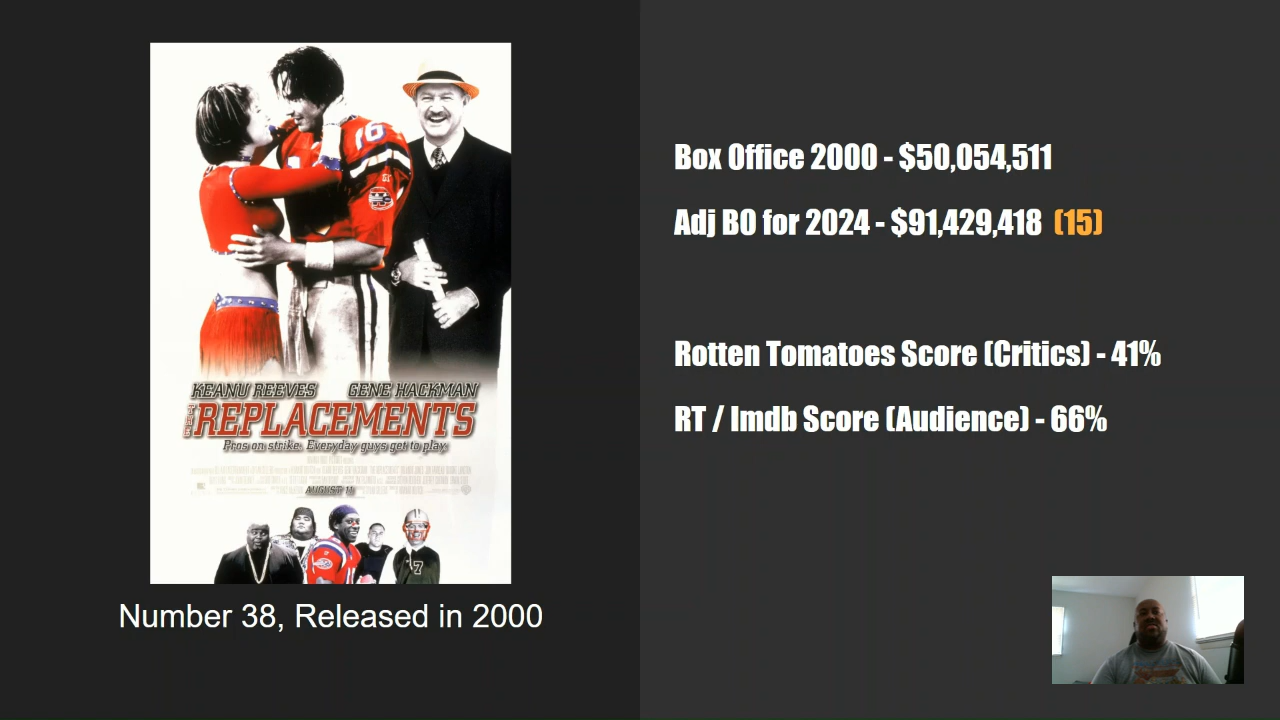 16
KEANU REEVES GENE HACKMAN
THE REPLACEMENTS
Pros on strike. Everyday guys get to play.
AUGUST 11
7
Number 38, Released in 2000
Box Office 2000 - $50,054,511
Adj BO for 2024 - $91,429,418 (15)
Rotten Tomatoes Score (Critics) - 41%
RT / Imdb Score (Audience) - 66%